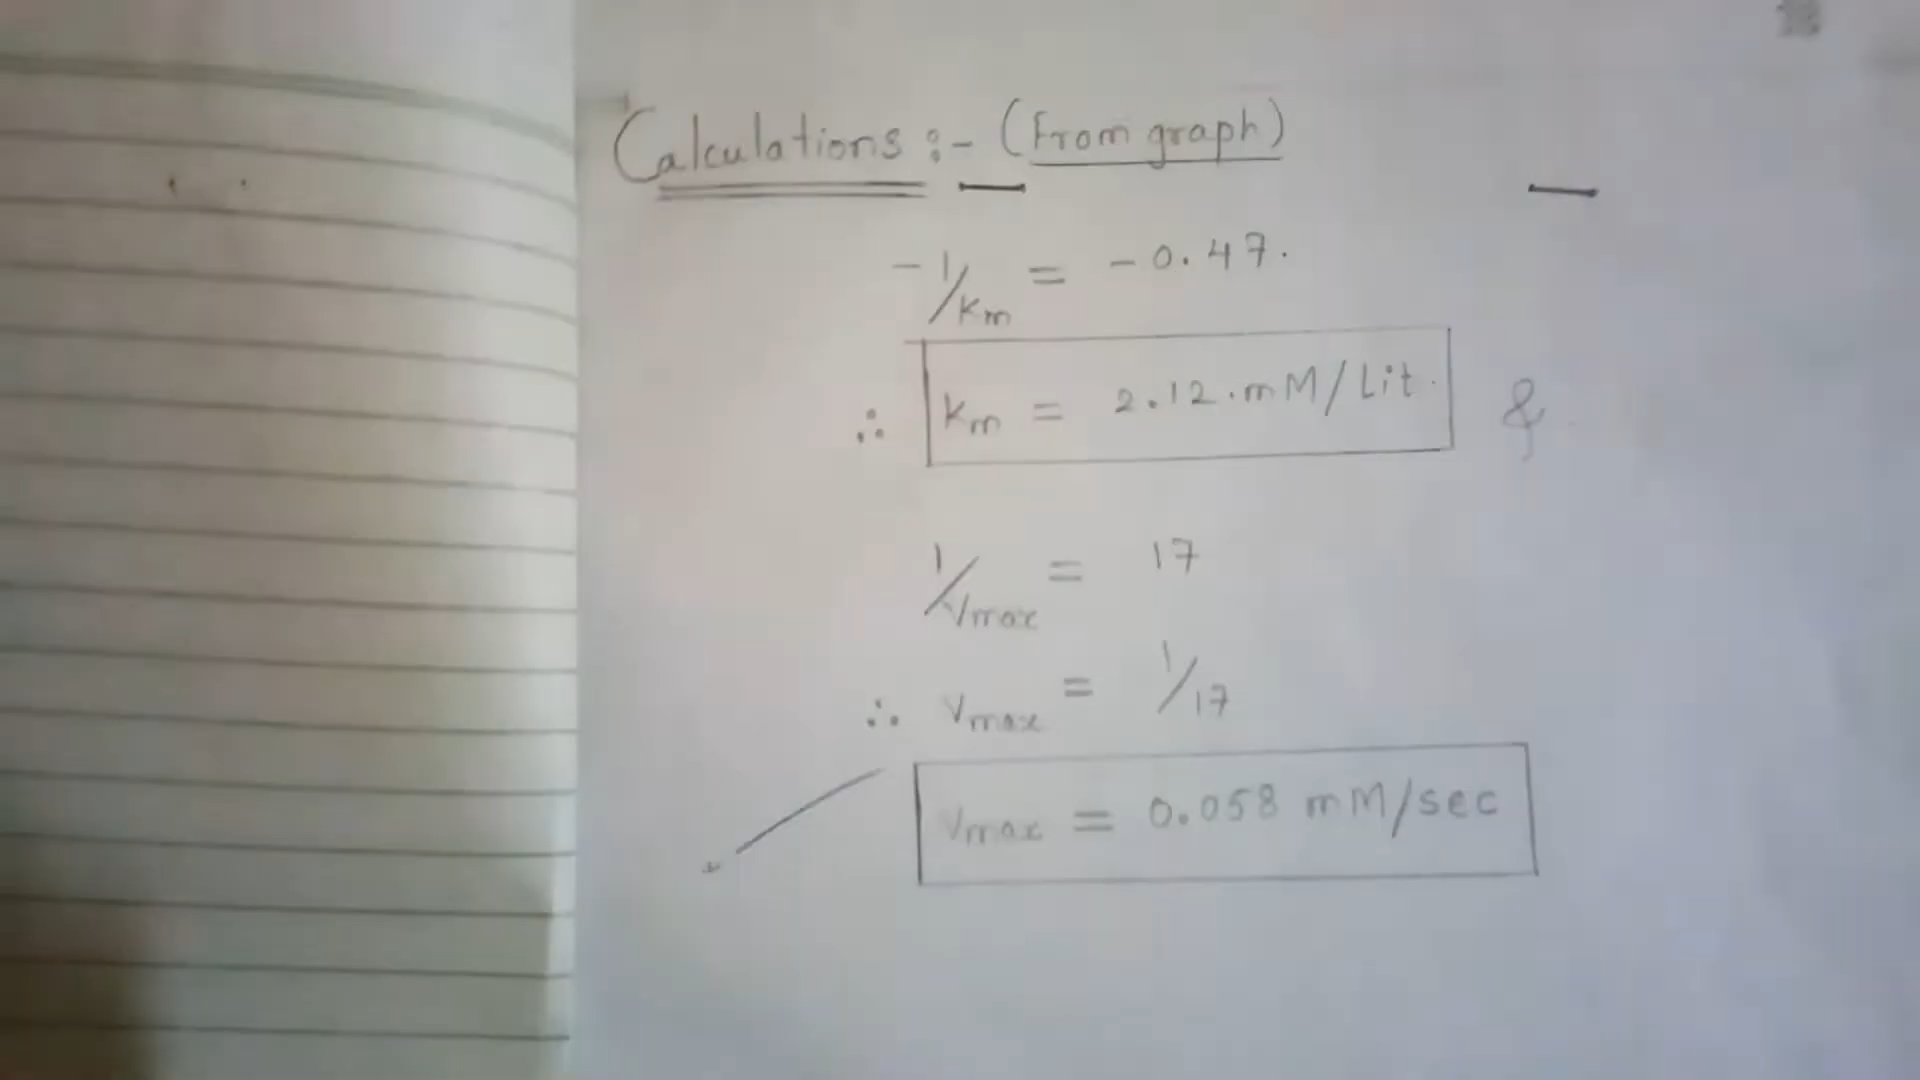 Calculations :- (From graph)
-1/Km = -0.47.
∴ Km = 2.12.mM/Lit. &
1/Vmax = 17
∴ Vmax = 1/17
Vmax = 0.058 mM/sec